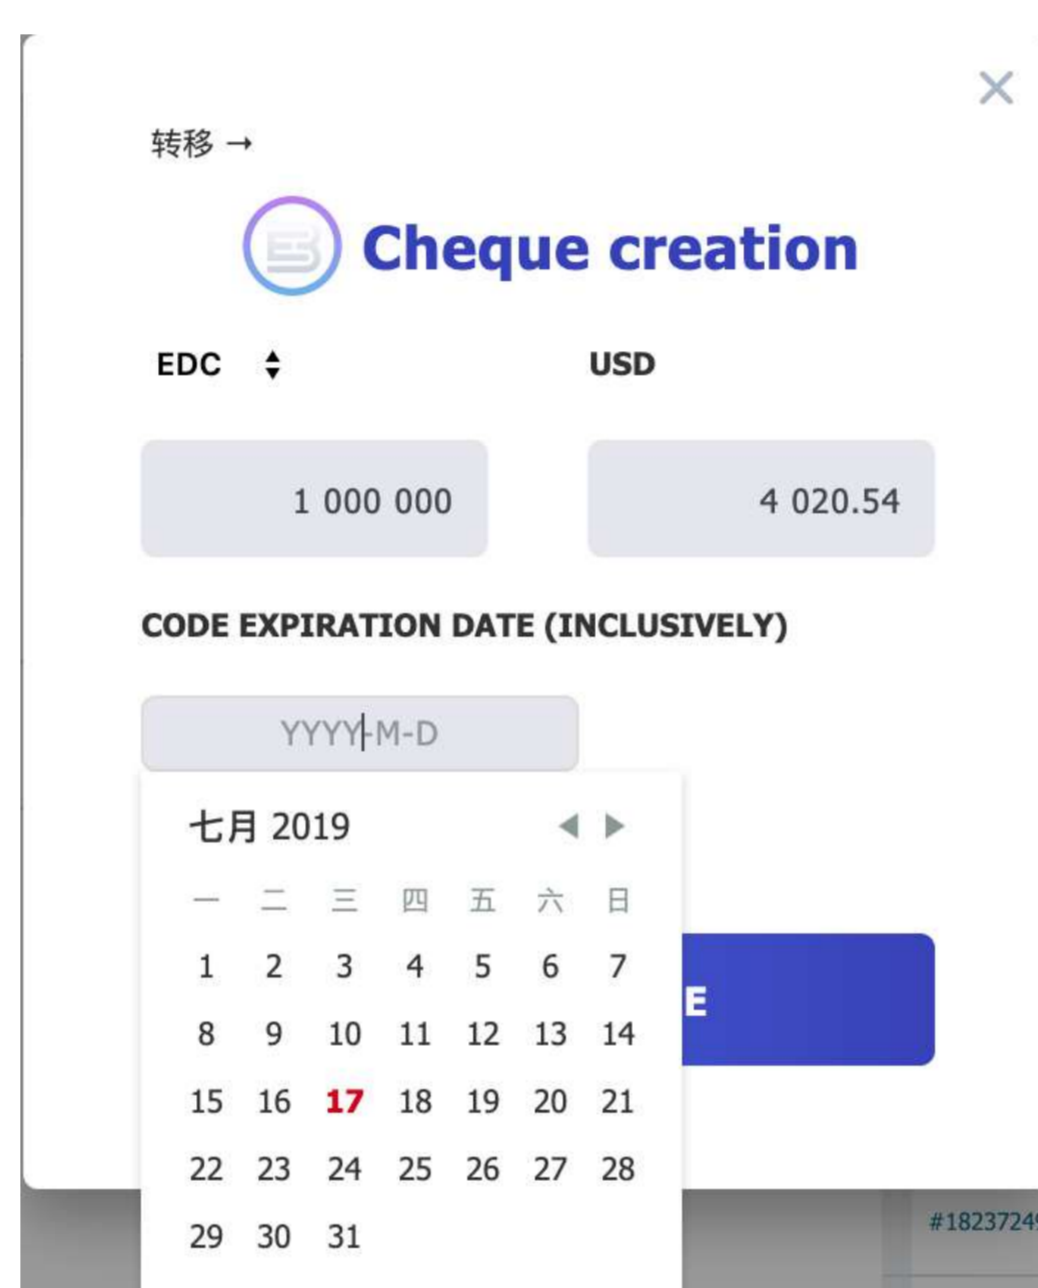 转移 →
Cheque creation
EDC USD
1 000 000 4 020.54
CODE EXPIRATION DATE (INCLUSIVELY)
YYYY-M-D
七月 2019
一 二 三 四 五 六 日
1 2 3 4 5 6 7
E
8 9 10 11 12 13 14
15 16 17 18 19 20 21
22 23 24 25 26 27 28
#1823724
29 30 31